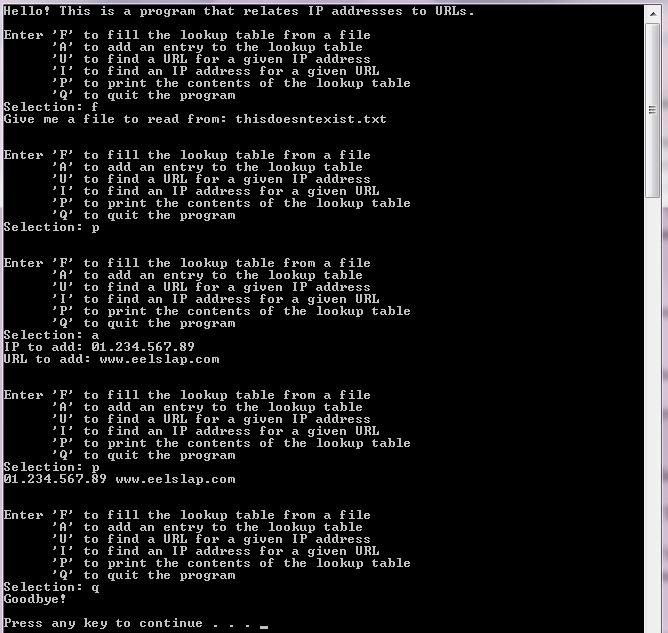 Hello! This is a program that relates IP addresses to URLs.
Enter 'F' to fill the lookup table from a file
'A' to add an entry to the lookup table
'U' to find a URL for a given IP address
'I' to find an IP address for a given URL
'P' to print the contents of the lookup table
'Q' to quit the program
Selection: f
Give me a file to read from: thisdoesntexist.txt
Enter 'F' to fill the lookup table from a file
'A' to add an entry to the lookup table
'U' to find a URL for a given IP address
'I' to find an IP address for a given URL
'P' to print the contents of the lookup table
'Q' to quit the program
Selection: p
Enter 'F' to fill the lookup table from a file
'A' to add an entry to the lookup table
'U' to find a URL for a given IP address
'I' to find an IP address for a given URL
'P' to print the contents of the lookup table
'Q' to quit the program
Selection: a
IP to add: 01.234.567.89
URL to add: www.eelslap.com
Enter 'F' to fill the lookup table from a file
'A' to add an entry to the lookup table
'U' to find a URL for a given IP address
'I' to find an IP address for a given URL
'P' to print the contents of the lookup table
'Q' to quit the program
Selection: p
01.234.567.89 www.eelslap.com
Enter 'F' to fill the lookup table from a file
'A' to add an entry to the lookup table
'U' to find a URL for a given IP address
'I' to find an IP address for a given URL
'P' to print the contents of the lookup table
'Q' to quit the program
Selection: q
Goodbye!
Press any key to continue . . . _